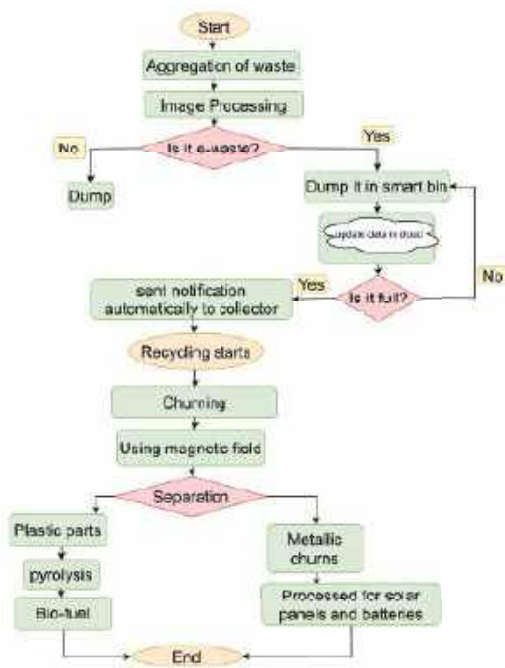 Start
Aggregation of waste
Image Processing
Is it e-waste?
No
Yes
Dump
Dump it in smart bin
update data in cloud
No
Is it full?
Yes
sent notification
automatically to collector
Recycling starts
Churning
Using magnetic field
Separation
Plastic parts
Metallic
churns
pyrolysis
Processed for solar
panels and batteries
Bio-fuel
End